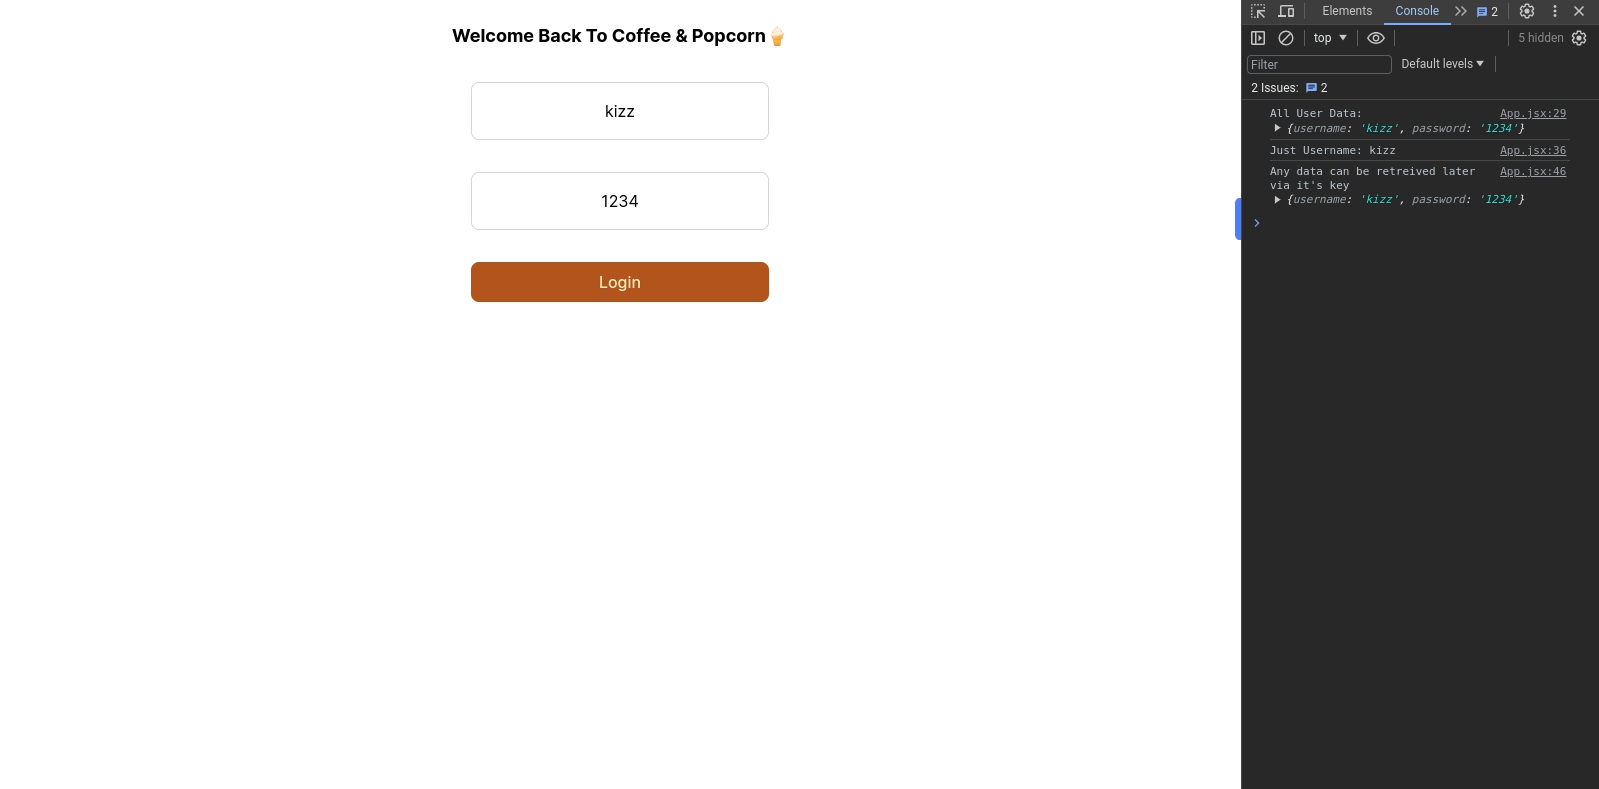 Welcome Back To Coffee & Popcorn🍦
kizz
1234
Login
Elements Console 2
top 5 hidden
Filter Default levels
2 Issues: 2
All User Data: App.jsx:29
{username: 'kizz', password: '1234'}
Just Username: kizz App.jsx:36
Any data can be retreived later App.jsx:46
via it's key
{username: 'kizz', password: '1234'}